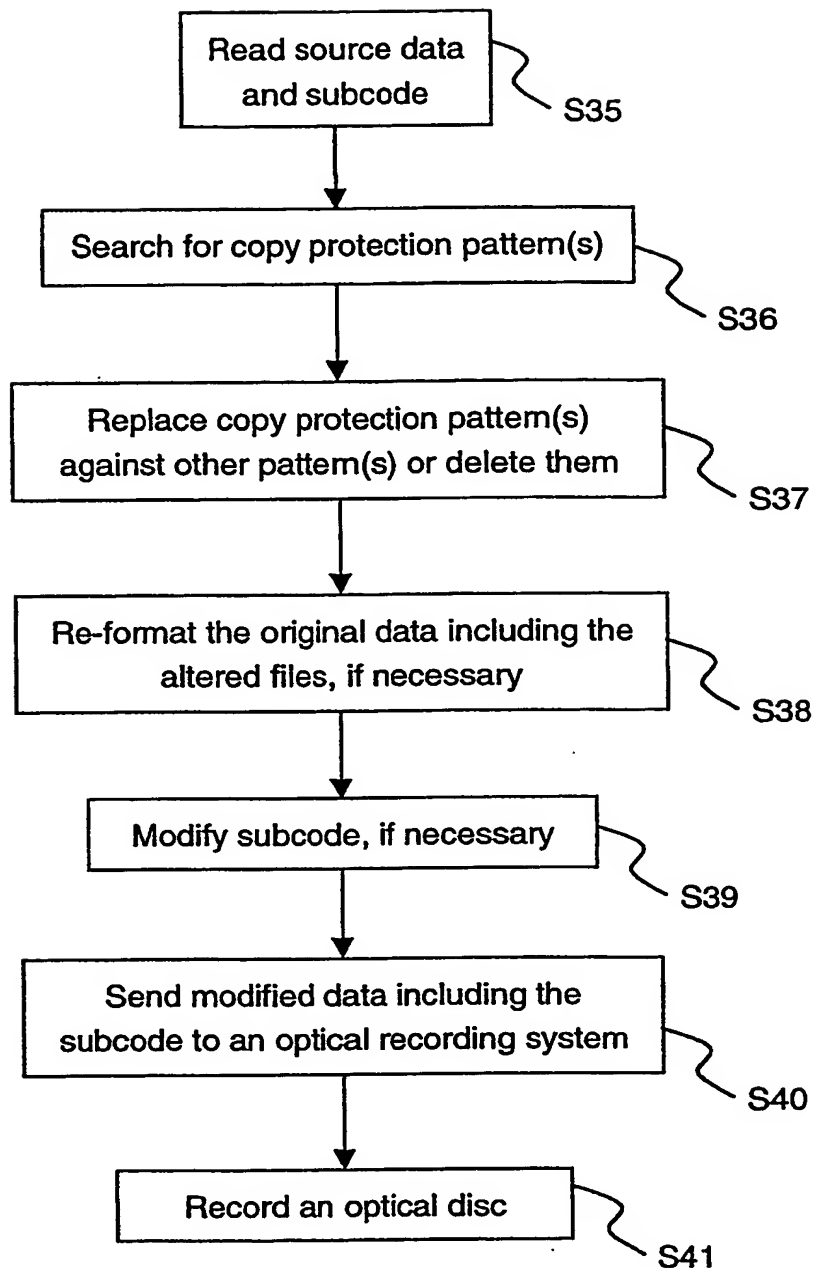 Read source data
and subcode
S35
Search for copy protection pattern(s)
S36
Replace copy protection pattern(s)
against other pattern(s) or delete them
S37
Re-format the original data including the
altered files, if necessary
S38
Modify subcode, if necessary
S39
Send modified data including the
subcode to an optical recording system
S40
Record an optical disc
S41